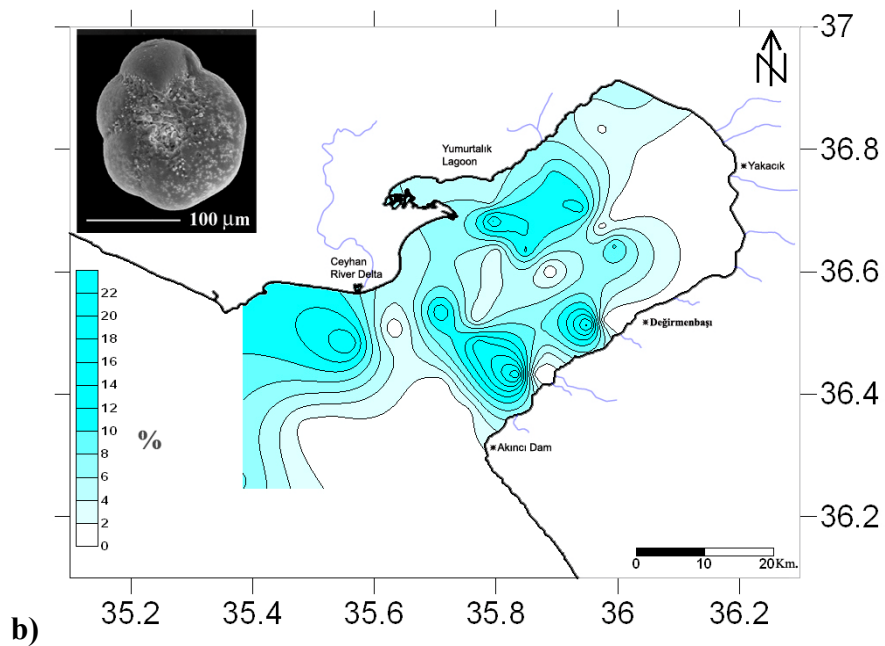 37
N
100 µm
Yumurtalık
Lagoon
Yakacık
36.8
Ceyhan
River Delta
36.6
22
20
18
16
14
12
10
8
6
4
2
0
%
Değirmenbaşı
36.4
Akıncı Dam
36.2
0 10 20 Km.
35.2 35.4 35.6 35.8 36 36.2
b)